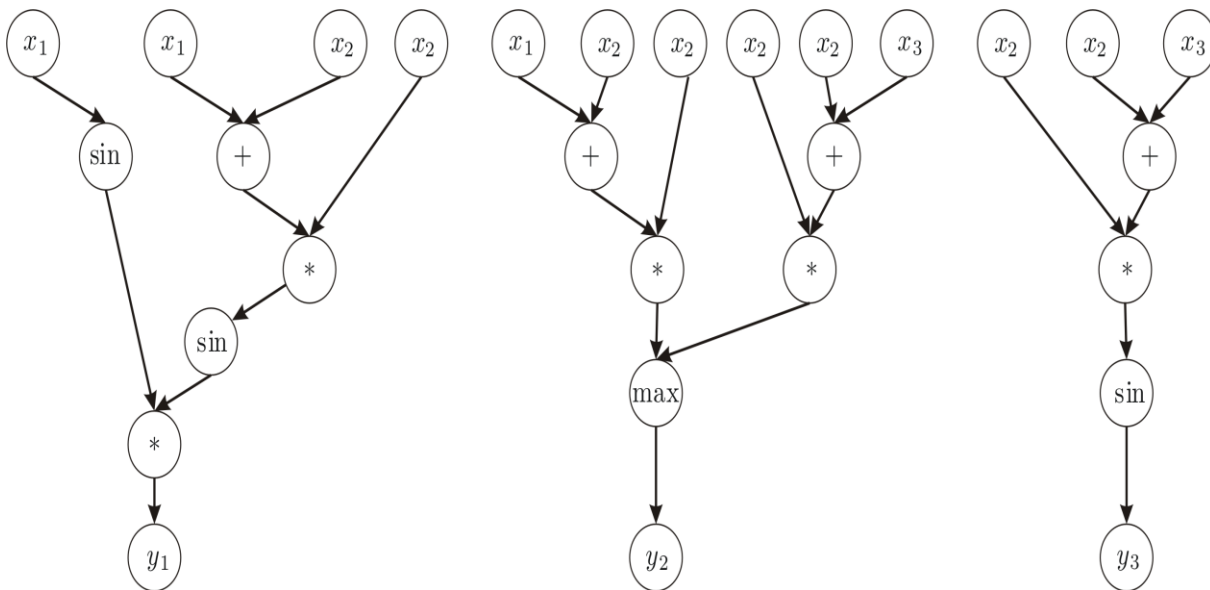 x₁ x₁ x₂ x₂ x₁ x₂ x₂ x₂ x₂ x₃ x₂ x₂ x₃
sin + + + +
* * * *
sin
max sin
*
y₁ y₂ y₃